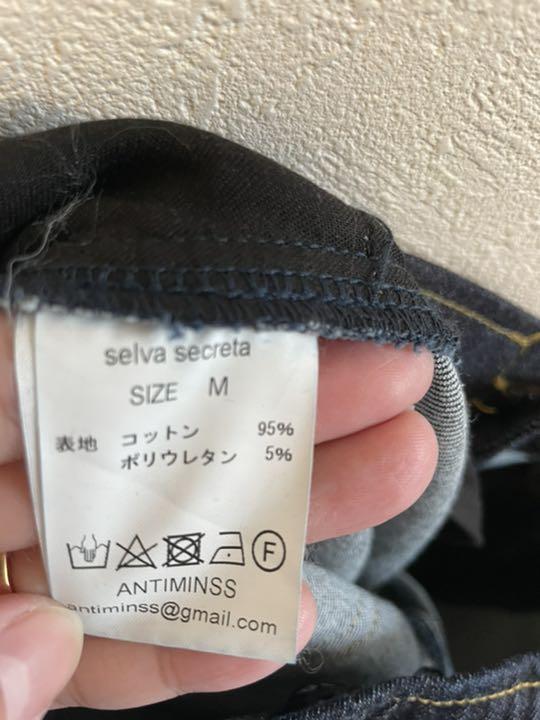 selva secreta
SIZE M
表地 コットン 95%
ポリウレタン 5%
F
ANTIMINSS
antiminss@gmail.com